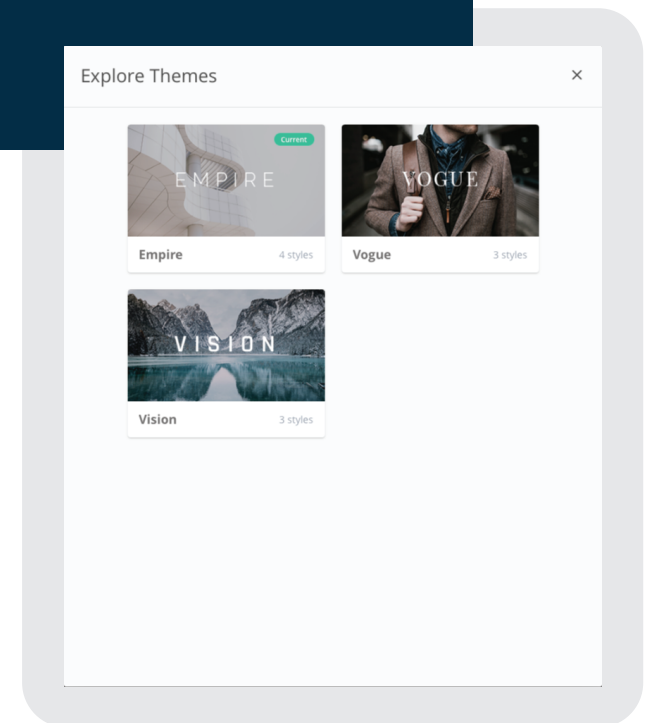 Explore Themes
Current
EMPIRE
Empire 4 styles
VOGUE
Vogue 3 styles
VISION
Vision 3 styles